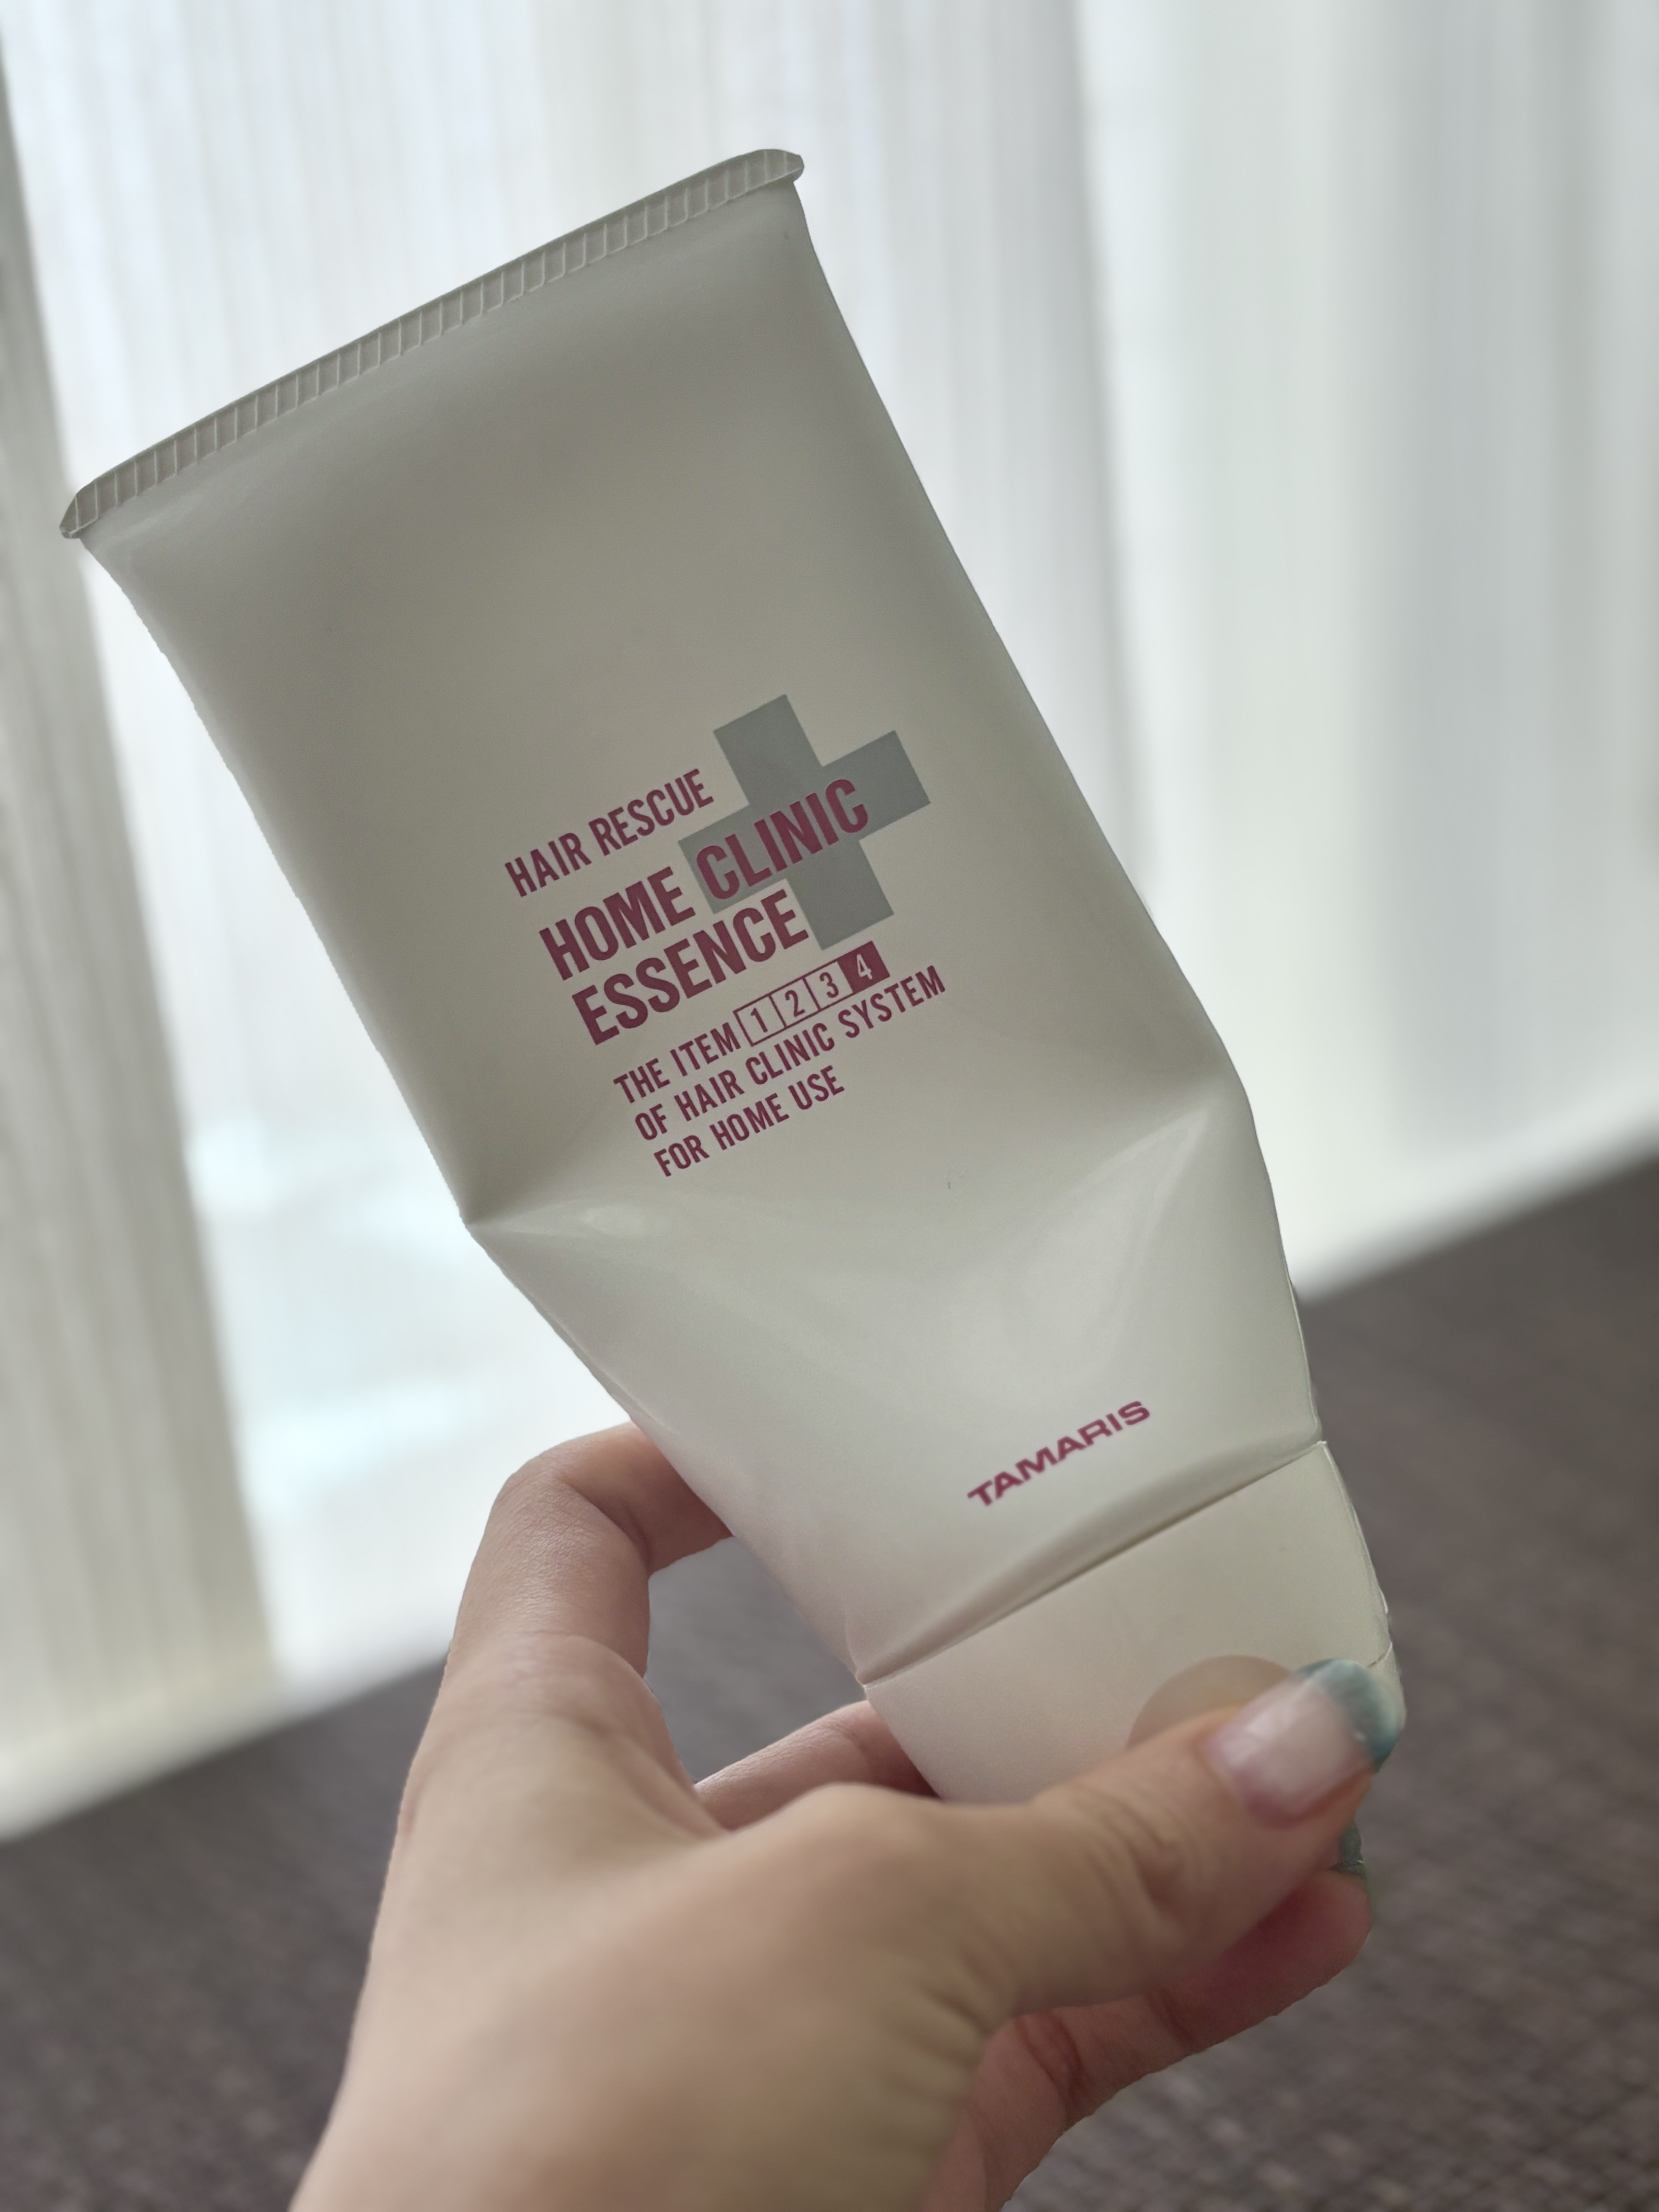 HAIR RESCUE
HOME CLINIC
ESSENCE
THE ITEM 1 2 3 4
OF HAIR CLINIC SYSTEM
FOR HOME USE
TAMARIS